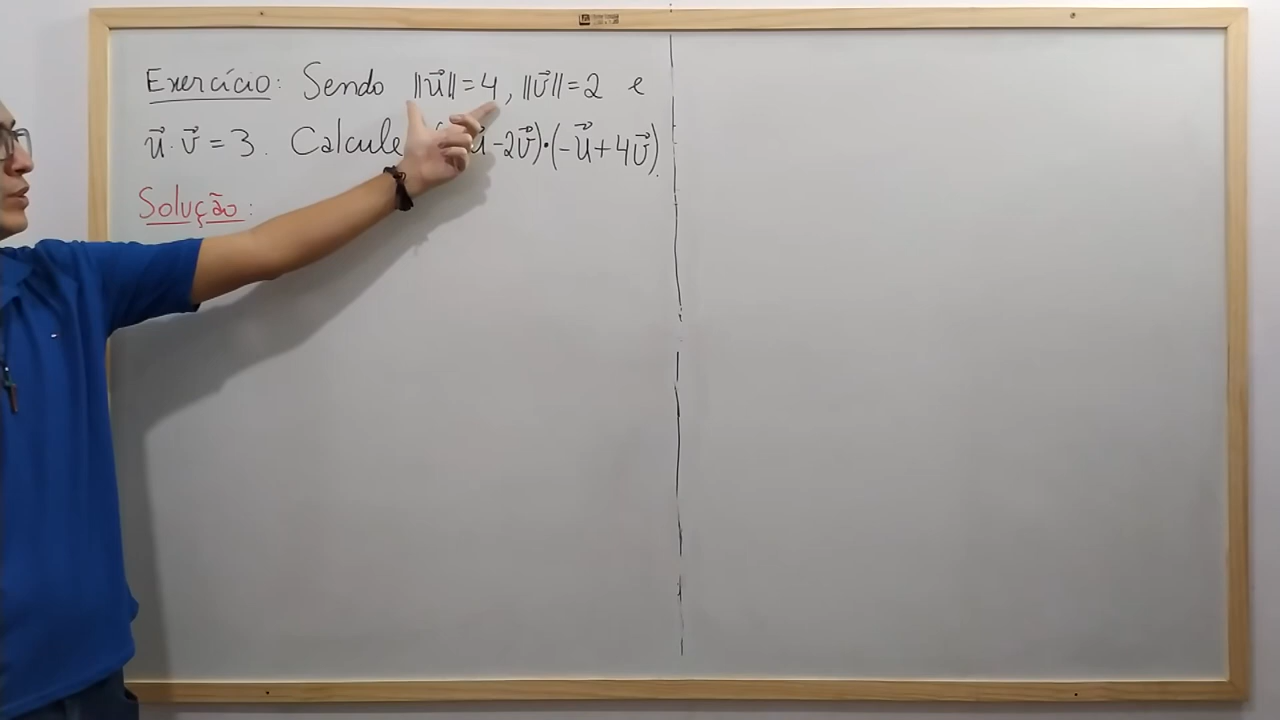 Exercício: Sendo ||u⃗|| = 4, ||v⃗|| = 2 e
u⃗ · v⃗ = 3. Calcule u⃗ - 2v⃗) · (-u⃗ + 4v⃗).
Solução: